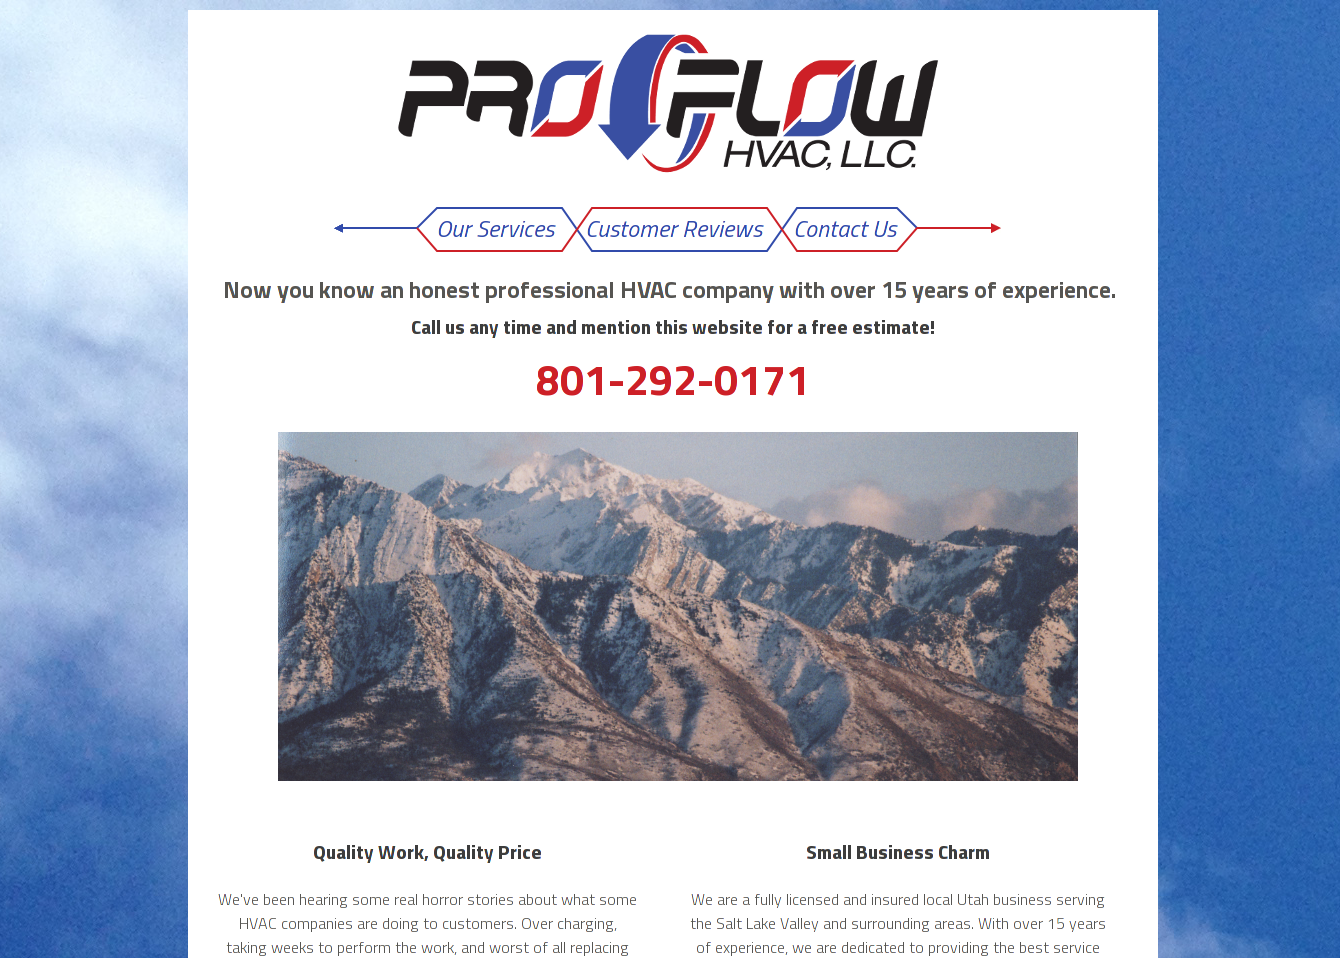 PRO FLOW
HVAC, LLC.
Our Services Customer Reviews Contact Us
Now you know an honest professional HVAC company with over 15 years of experience.
Call us any time and mention this website for a free estimate!
801-292-0171
Quality Work, Quality Price
We've been hearing some real horror stories about what some
HVAC companies are doing to customers. Over charging,
taking weeks to perform the work, and worst of all replacing
Small Business Charm
We are a fully licensed and insured local Utah business serving
the Salt Lake Valley and surrounding areas. With over 15 years
of experience, we are dedicated to providing the best service